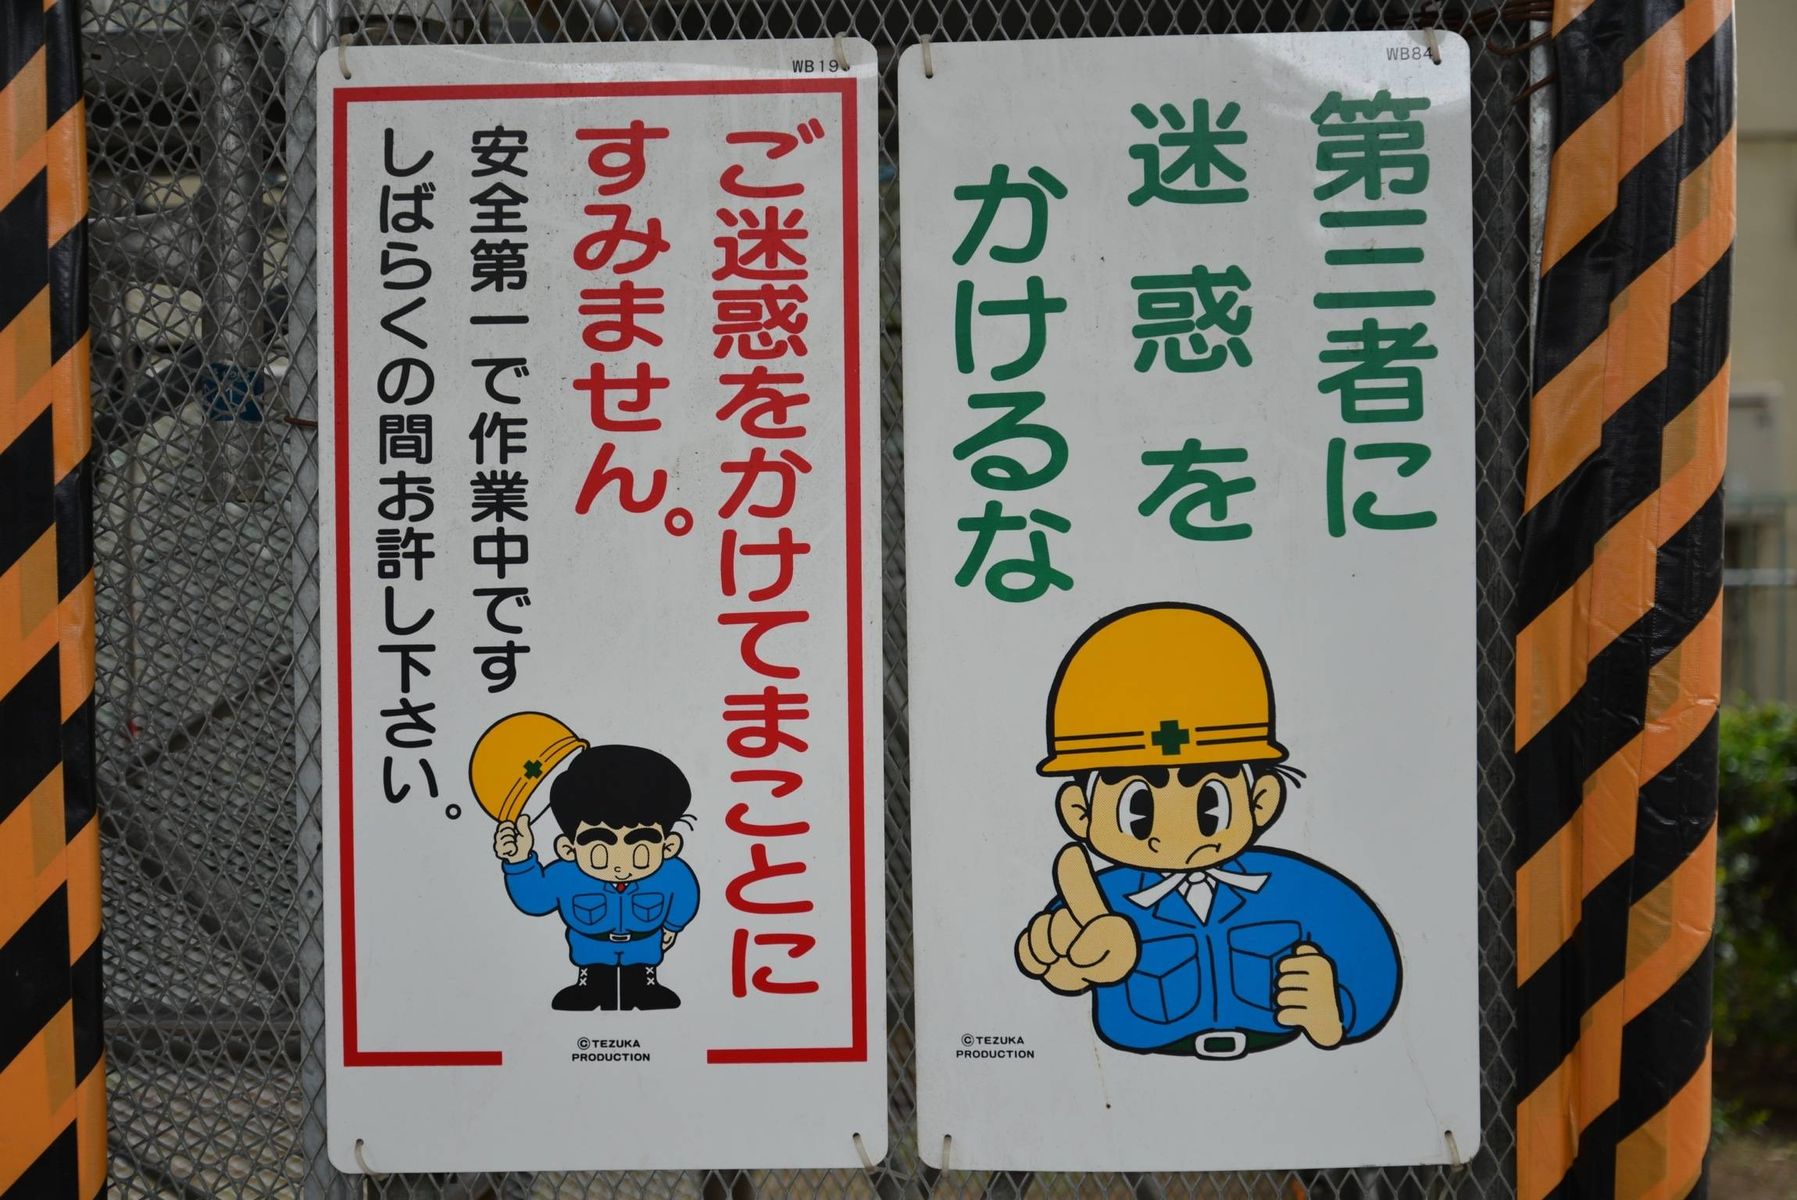 WB19
ご迷惑をかけてまことに
すみません。
安全第一で作業中です
しばらくの間お許し下さい。
©TEZUKA
PRODUCTION
WB84
第三者に
迷惑を
かけるな
©TEZUKA
PRODUCTION